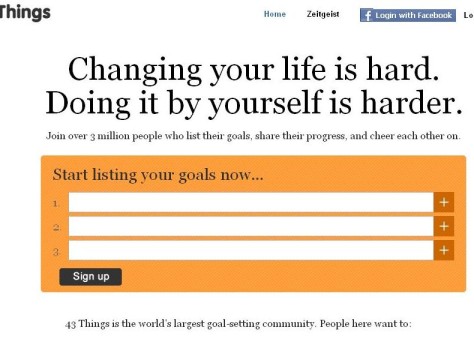 Things
Home Zeitgeist Login with Facebook Lo
Changing your life is hard.
Doing it by yourself is harder.
Join over 3 million people who list their goals, share their progress, and cheer each other on.
Start listing your goals now...
1. +
2. +
3. +
Sign up
43 Things is the world's largest goal-setting community. People here want to: